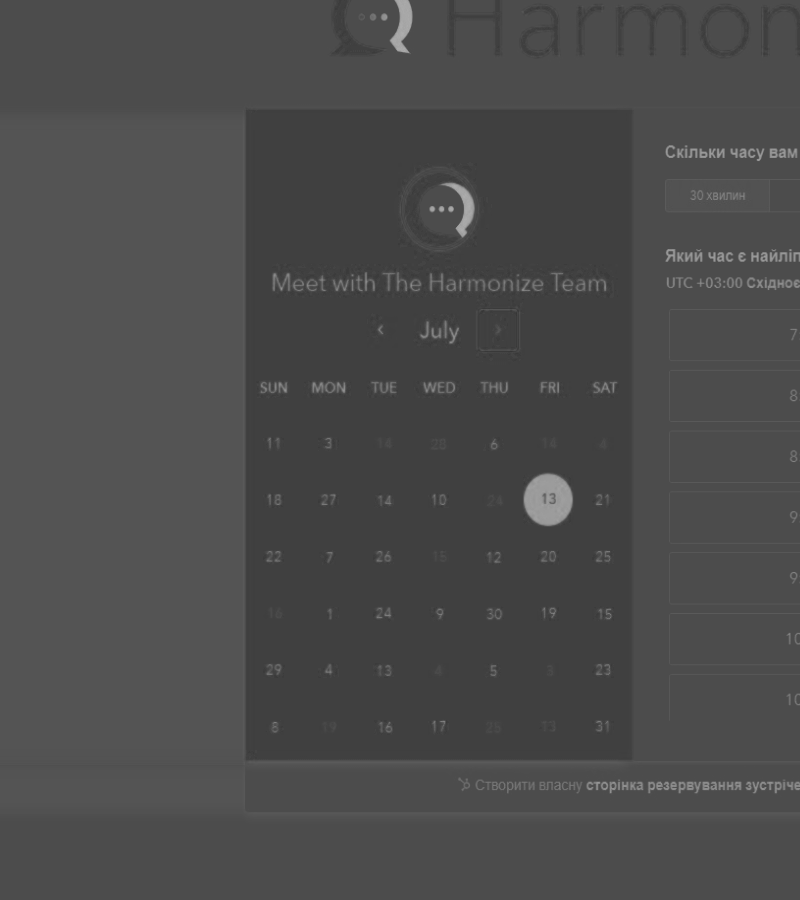 Harmon
Скільки часу вам
30 хвилин
Який час є найліп
UTC +03:00 Східноє
Meet with The Harmonize Team
July
SUN MON TUE WED THU FRI SAT
11 3 14 28 6 14 4
18 27 14 10 24 13 21
22 7 26 18 12 20 25
1 24 9 30 19 15
29 4 13 4 5 3 23
8 19 16 17 28 13 31
7
8
8
9
9
10
10
Створити власну сторінка резервування зустріче